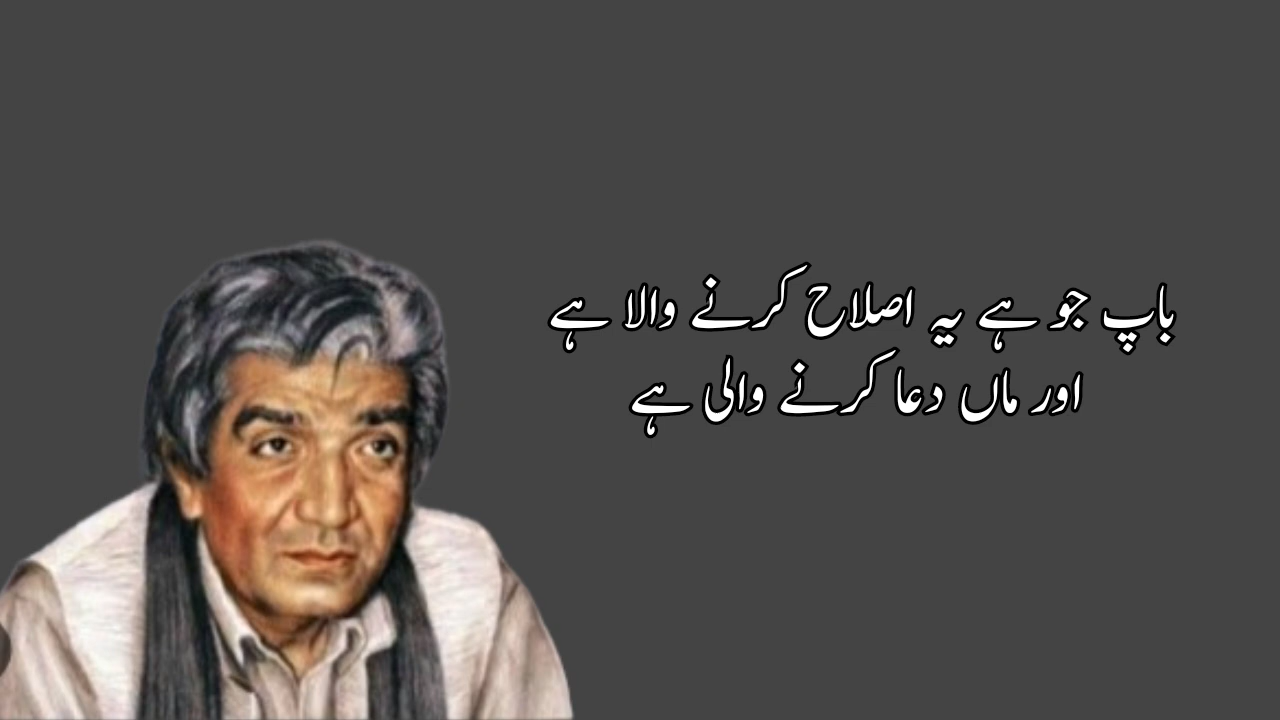 باپ جو ہے یہ اصلاح کرنے والا ہے
اور ماں دعا کرنے والی ہے